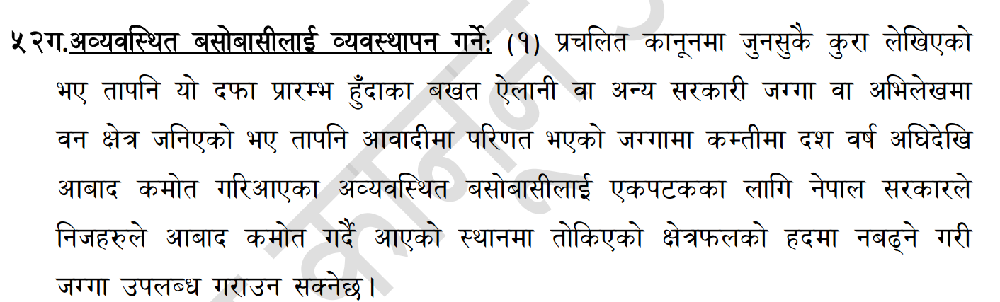 ५२ग.अव्यवस्थित बसोबासीलाई व्यवस्थापन गर्नेः (१) प्रचलित कानूनमा जुनसुकै कुरा लेखिएको
भए तापनि यो दफा प्रारम्भ हुँदाका बखत ऐलानी वा अन्य सरकारी जग्गा वा अभिलेखमा
वन क्षेत्र जनिएको भए तापनि आवादीमा परिणत भएको जग्गामा कम्तीमा दश वर्ष अघिदेखि
आबाद कमोत गरिआएका अव्यवस्थित बसोबासीलाई एकपटकका लागि नेपाल सरकारले
निजहरुले आबाद कमोत गर्दै आएको स्थानमा तोकिएको क्षेत्रफलको हदमा नबढ्ने गरी
जग्गा उपलब्ध गराउन सक्नेछ।
कानून